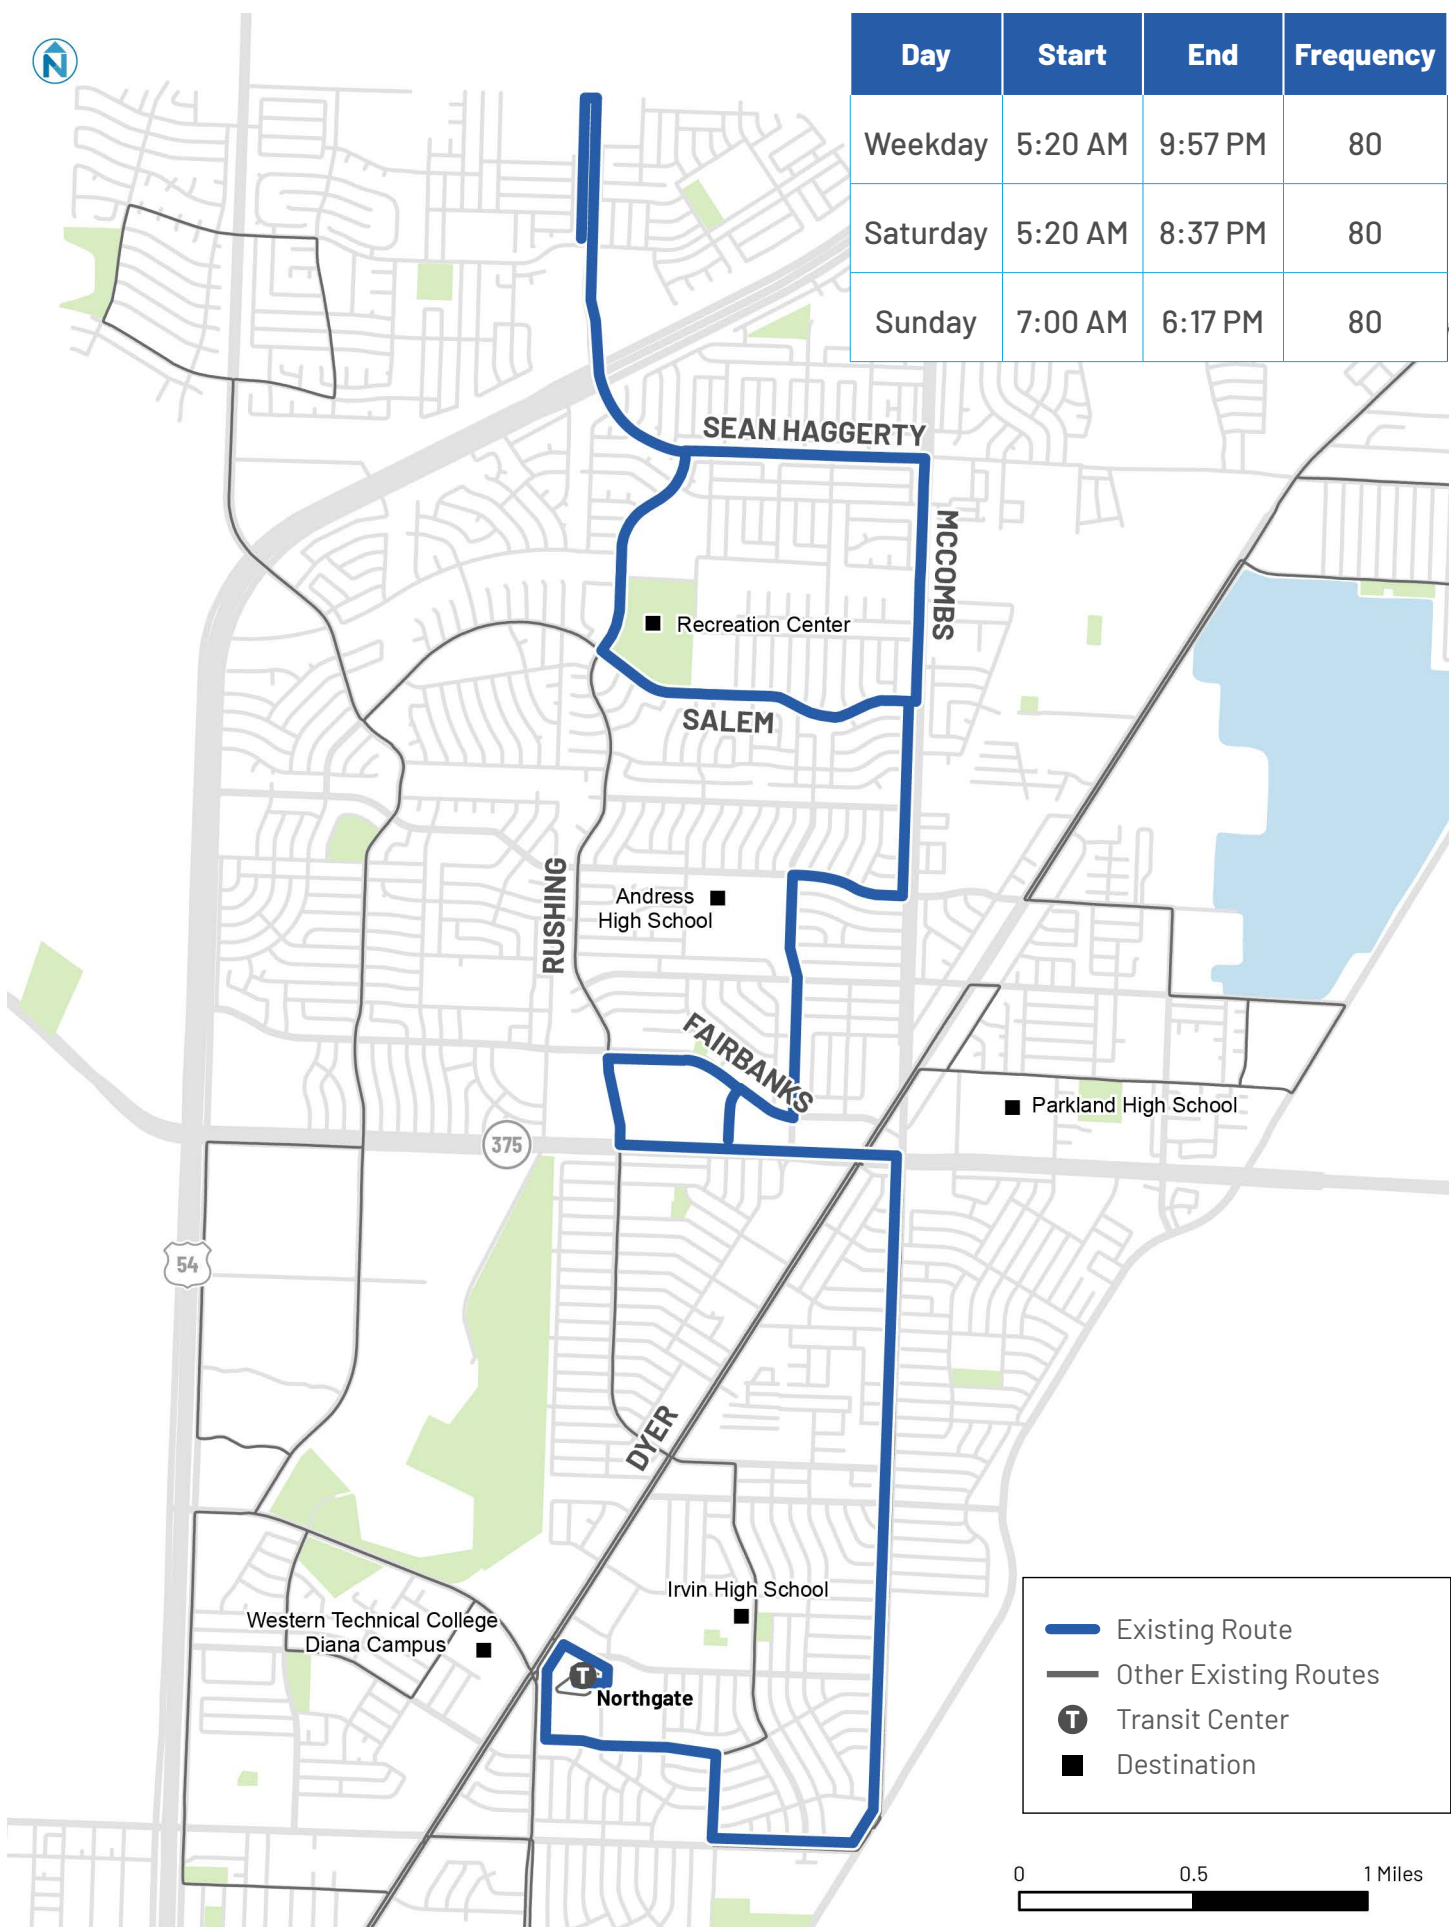 N
Day Start End Frequency
Weekday 5:20 AM 9:57 PM 80
Saturday 5:20 AM 8:37 PM 80
Sunday 7:00 AM 6:17 PM 80
SEAN HAGGERTY
MCCOMBS
Recreation Center
SALEM
RUSHING
Andress
High School
FAIRBANKS
Parkland High School
375
54
DYER
Irvin High School
Western Technical College
Diana Campus
T
Northgate
Existing Route
Other Existing Routes
T Transit Center
Destination
0 0.5 1 Miles